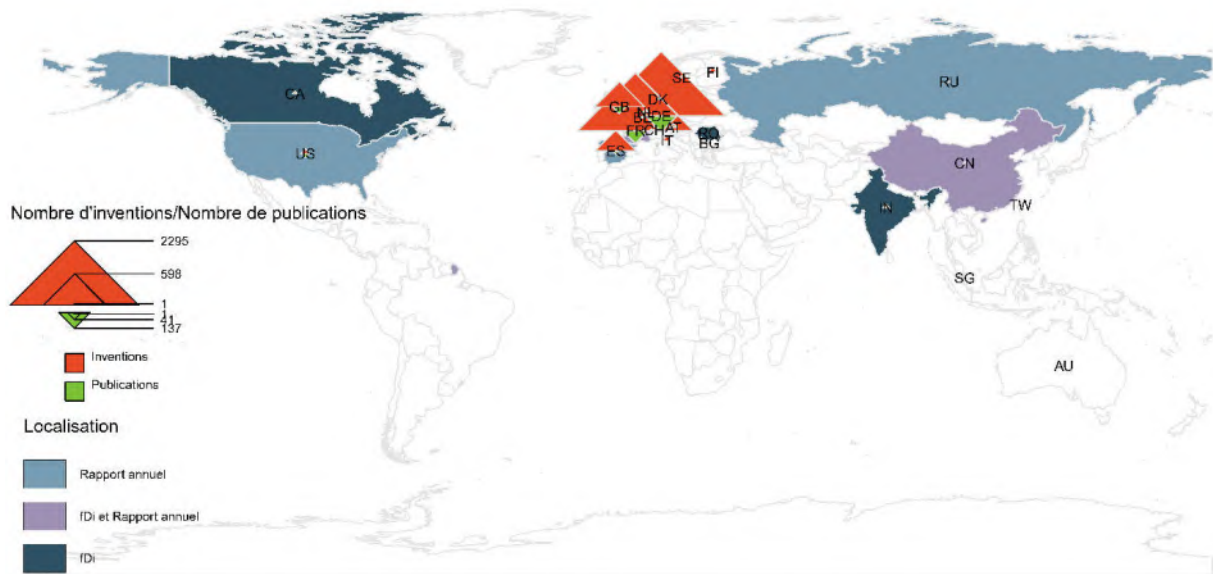 CA
US
Nombre d'inventions/Nombre de publications
2295
598
1
1
41
137
Inventions
Publications
Localisation
Rapport annuel
fDi et Rapport annuel
fDi
SE
FI
DK
GB
NL
DE
BE
FR
CH
AT
IT
ES
RO
BG
RU
CN
IN
TW
SG
AU